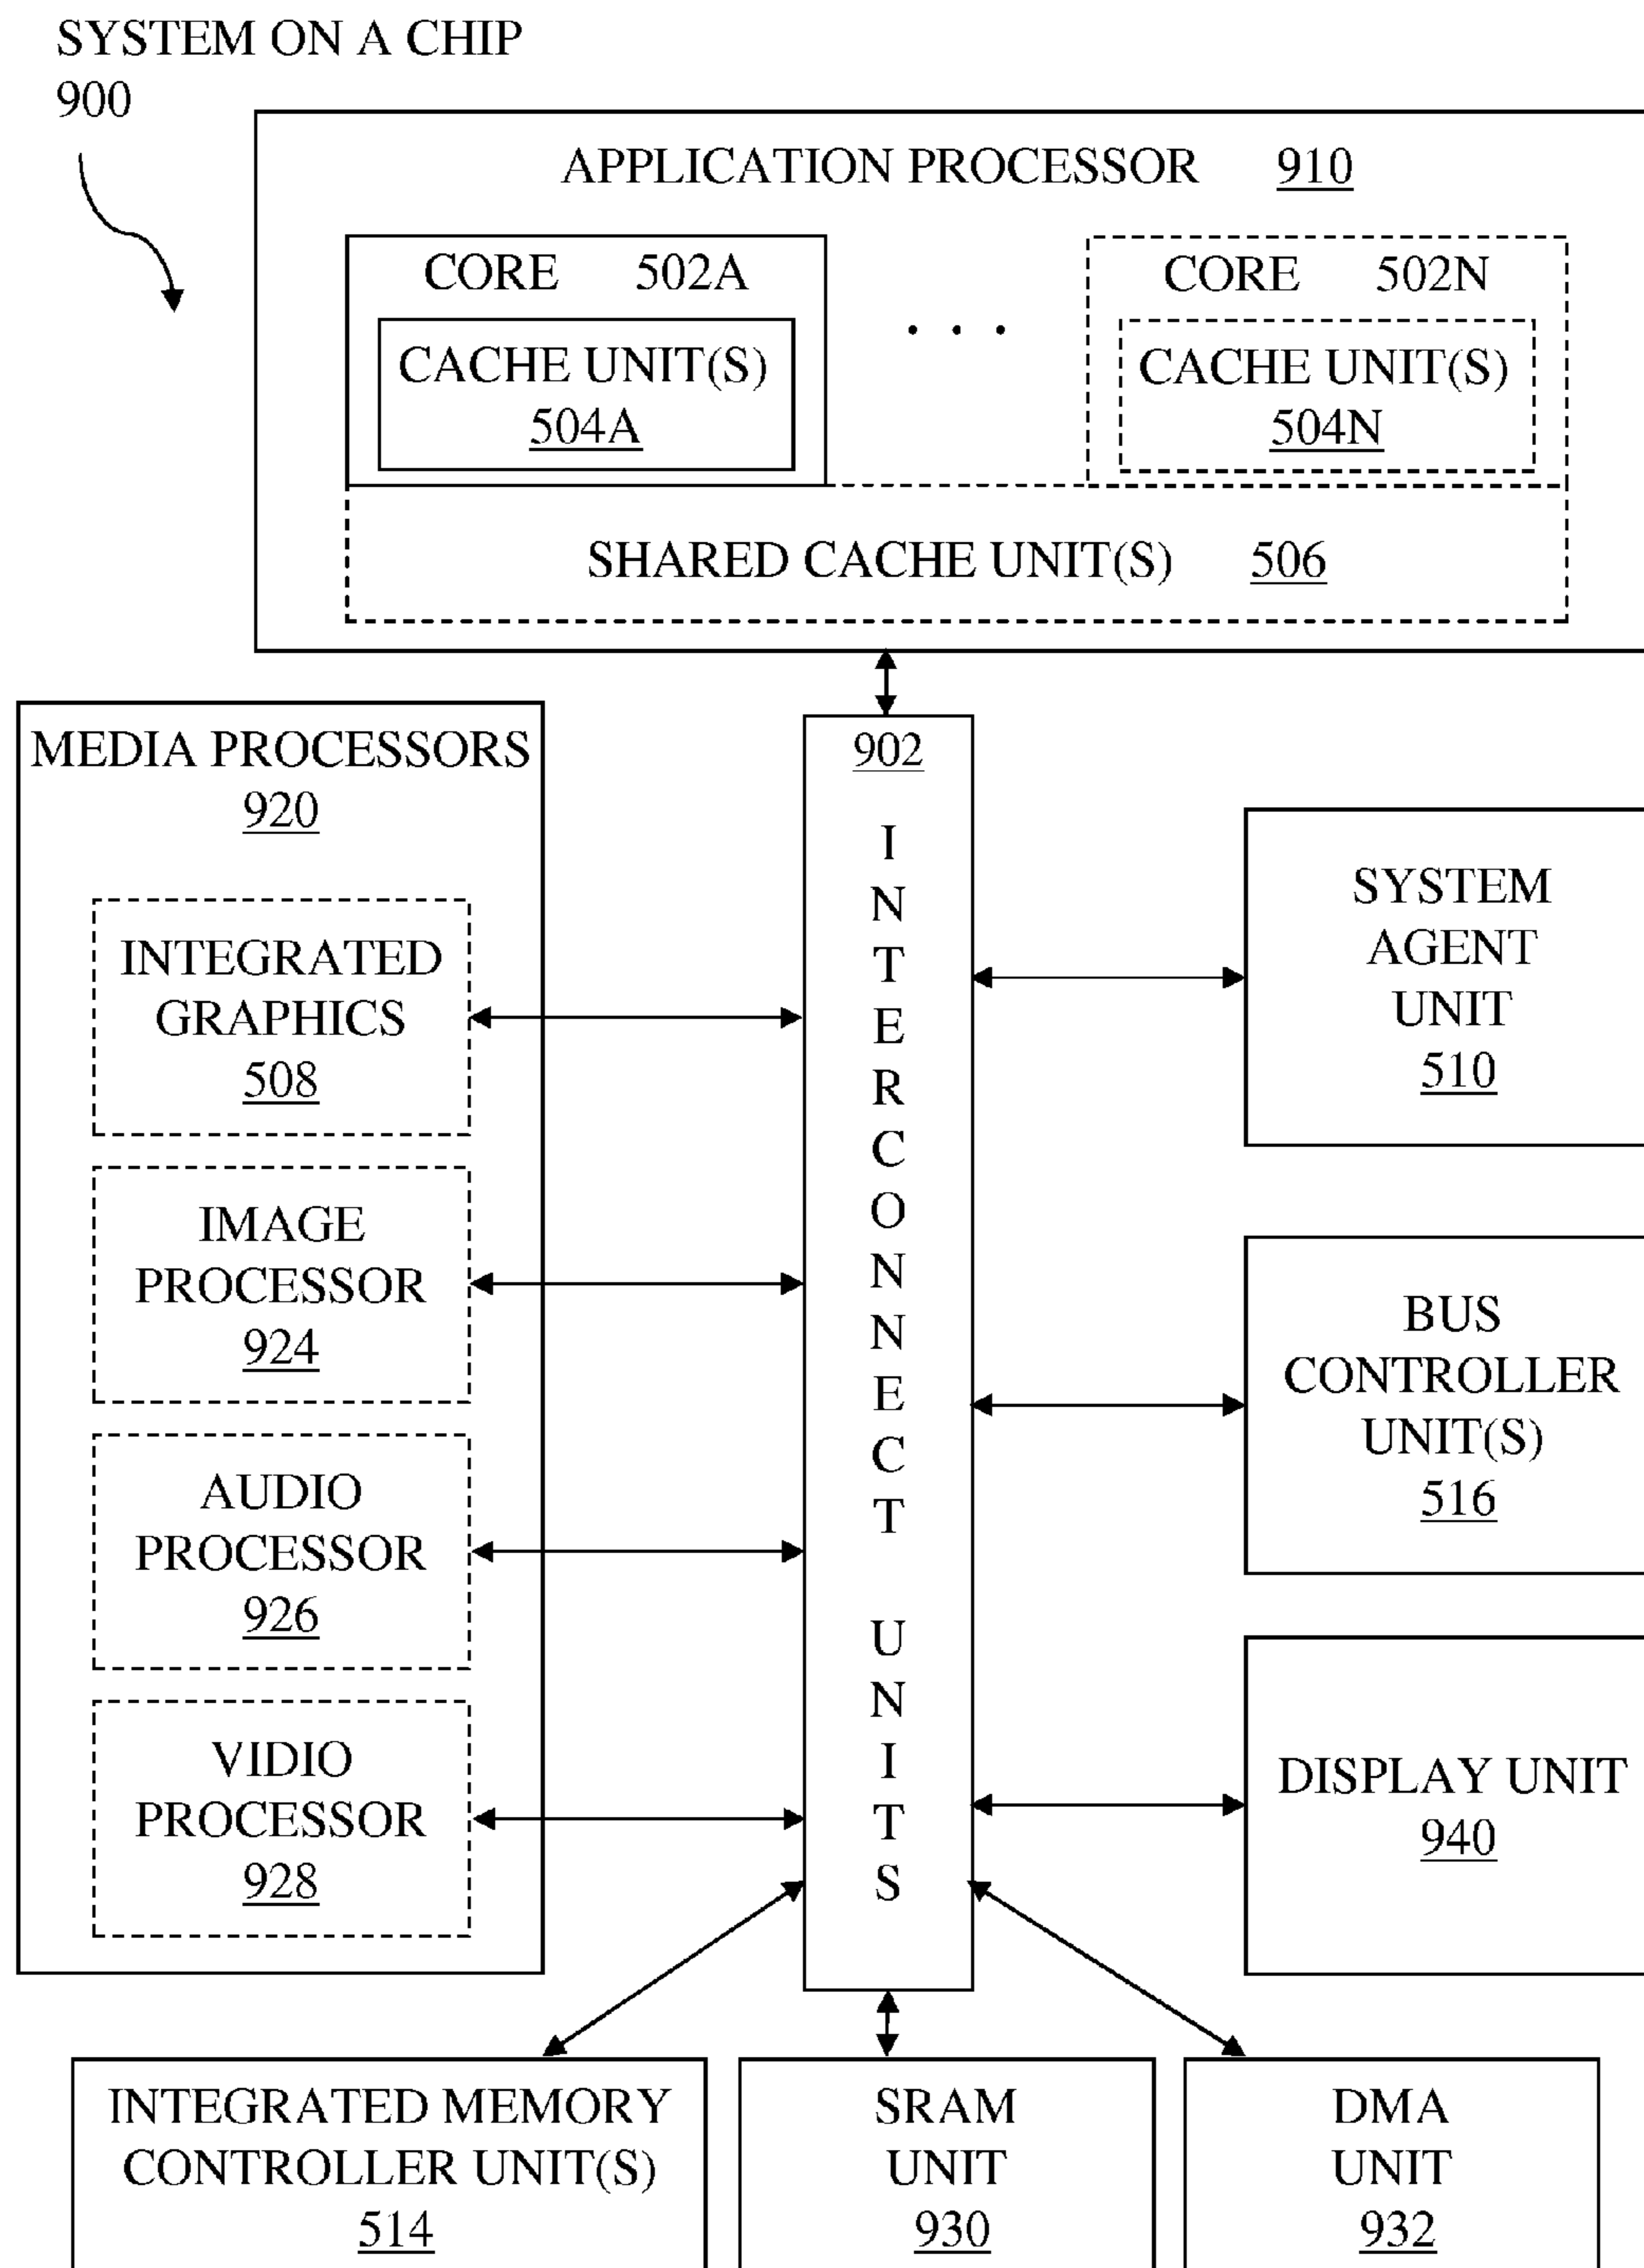 SYSTEM ON A CHIP
900
APPLICATION PROCESSOR 910
CORE 502A
CACHE UNIT(S)
504A
. . .
CORE 502N
CACHE UNIT(S)
504N
SHARED CACHE UNIT(S) 506
MEDIA PROCESSORS
920
INTEGRATED
GRAPHICS
508
IMAGE
PROCESSOR
924
AUDIO
PROCESSOR
926
VIDIO
PROCESSOR
928
902
INTERCONNECT UNITS
SYSTEM
AGENT
UNIT
510
BUS
CONTROLLER
UNIT(S)
516
DISPLAY UNIT
940
INTEGRATED MEMORY
CONTROLLER UNIT(S)
514
SRAM
UNIT
930
DMA
UNIT
932